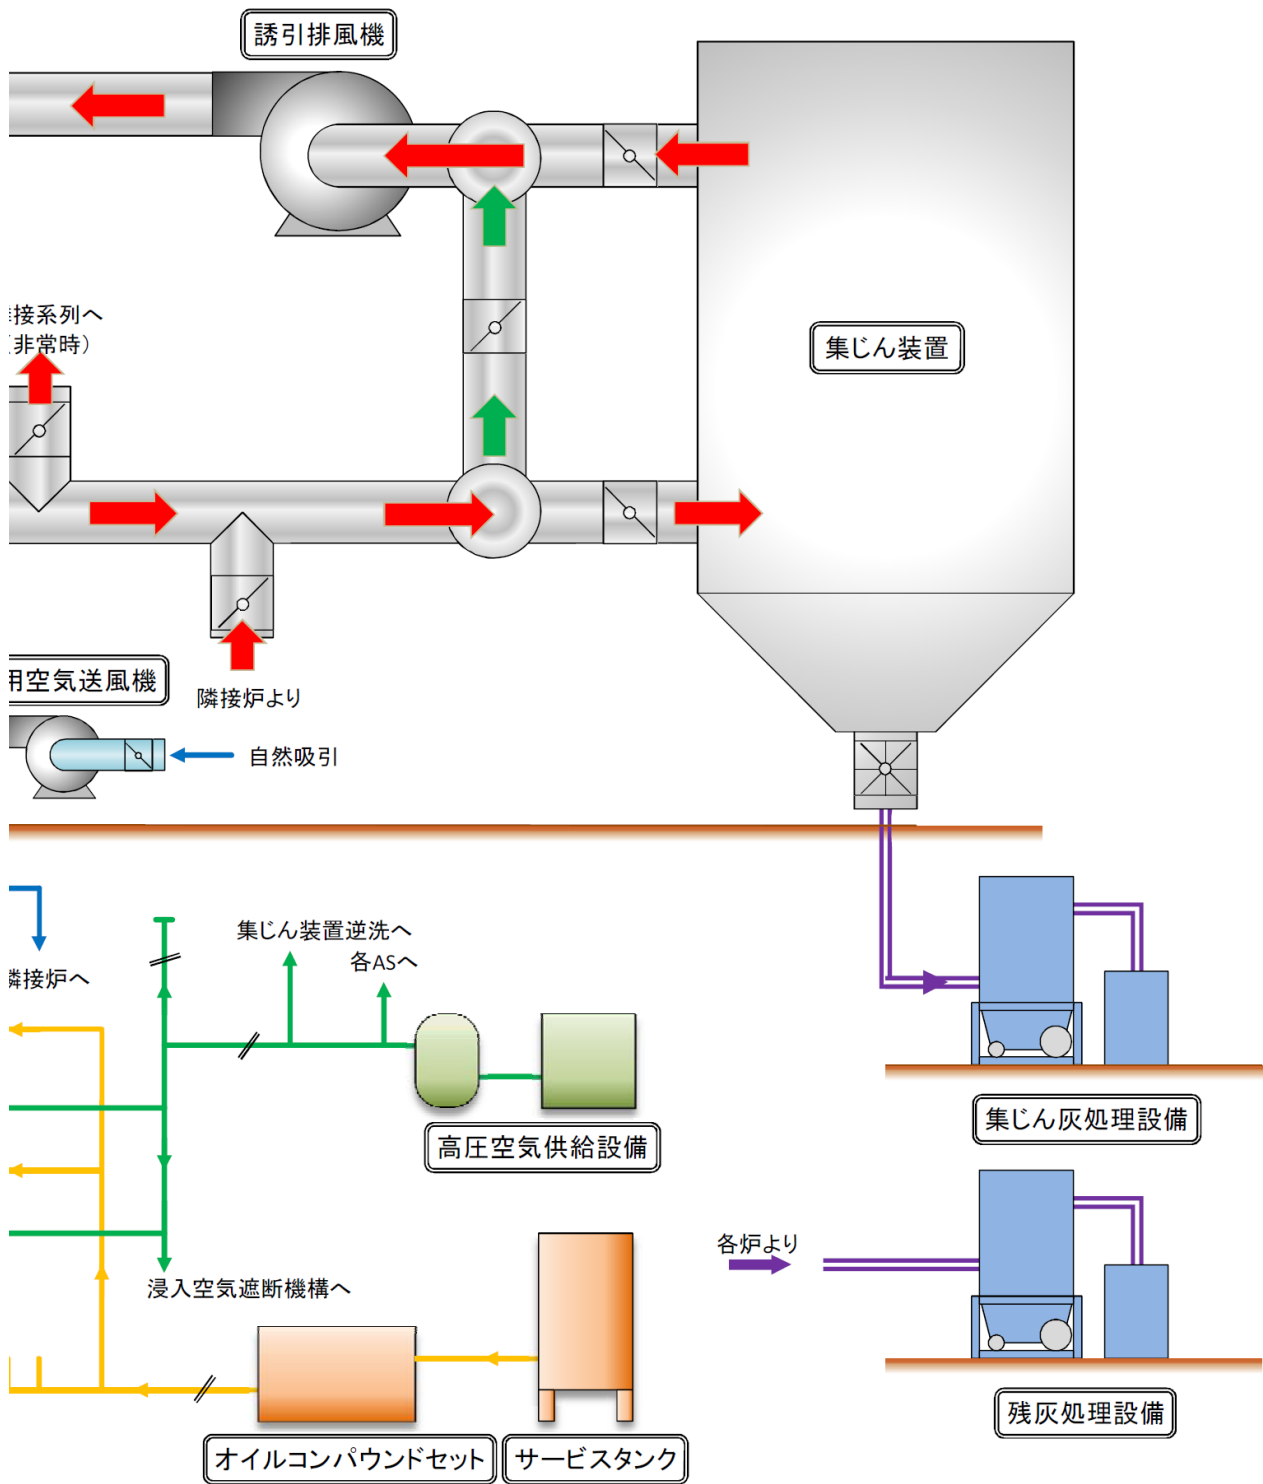 誘引排風機
接系列へ
非常時）
集じん装置
用空気送風機
隣接炉より
自然吸引
集じん装置逆洗へ
各ASへ
隣接炉へ
高圧空気供給設備
集じん灰処理設備
各炉より
浸入空気遮断機構へ
残灰処理設備
オイルコンパウンドセット
サービスタンク